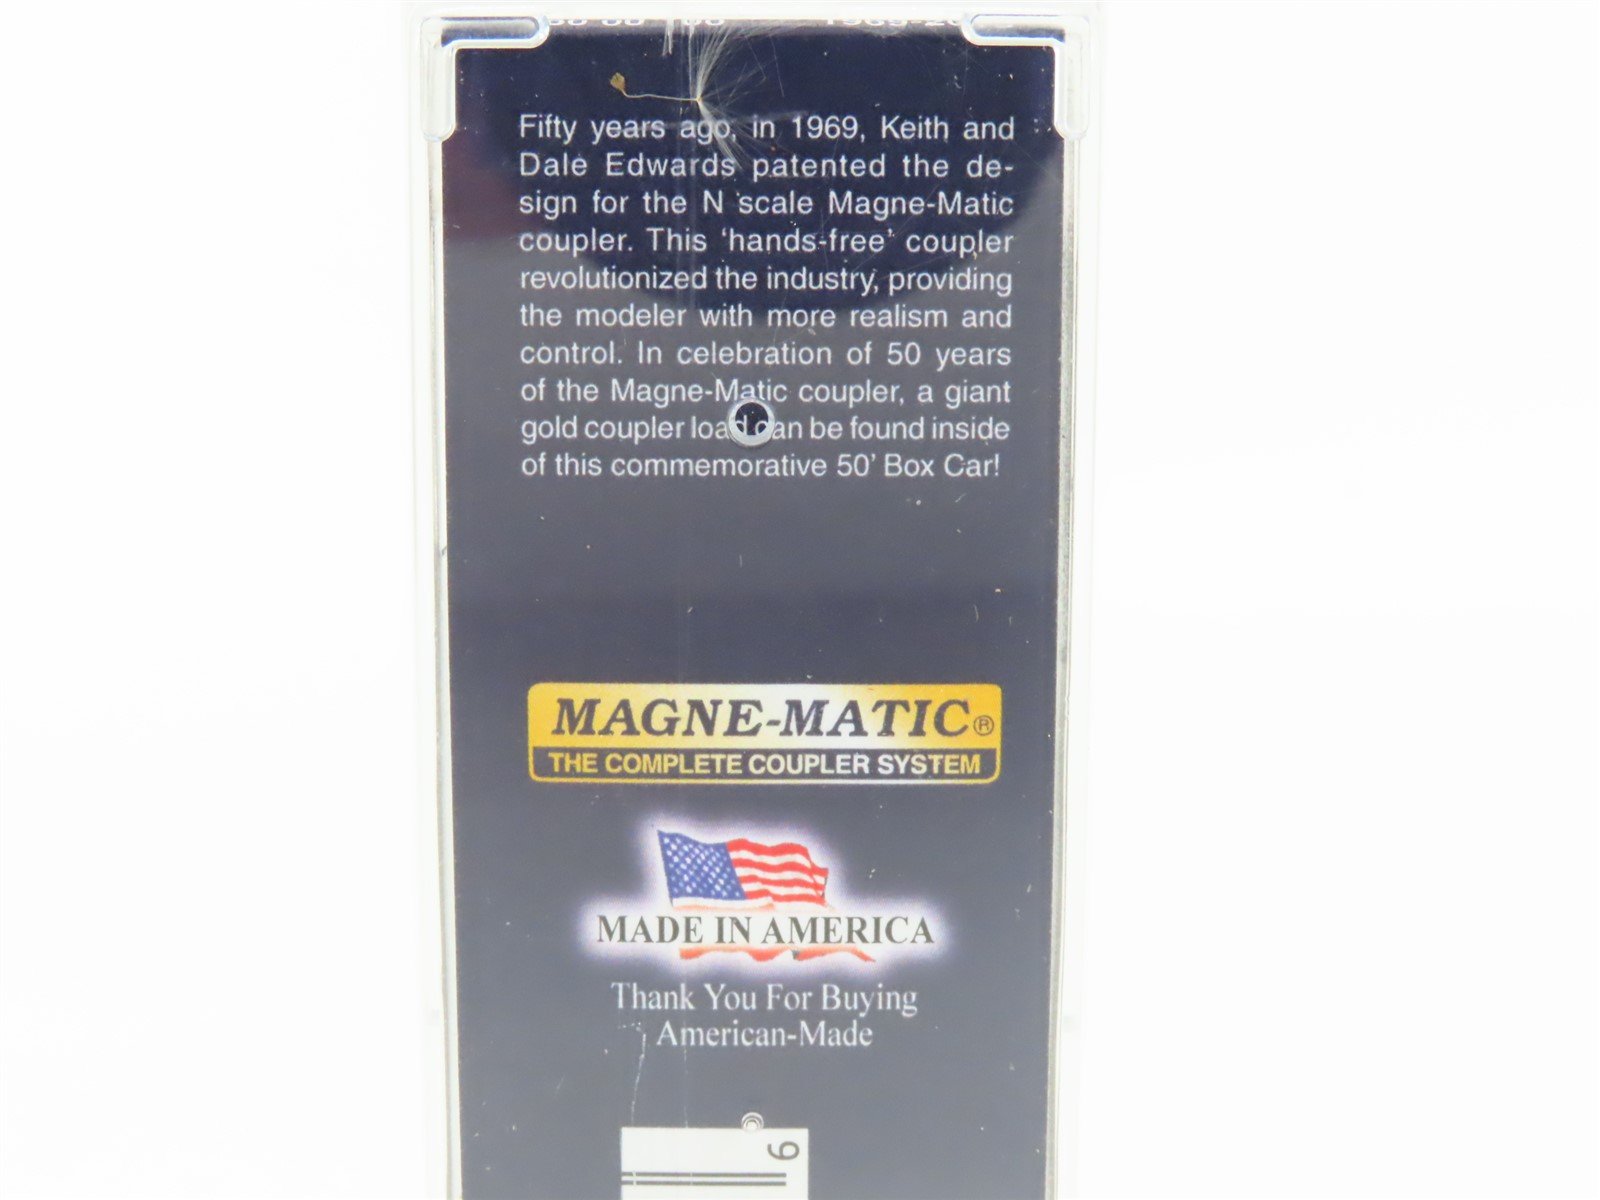 Fifty years ago, in 1969, Keith and
Dale Edwards patented the de-
sign for the N scale Magne-Matic
coupler. This ‘hands-free’ coupler
revolutionized the industry, providing
the modeler with more realism and
control. In celebration of 50 years
of the Magne-Matic coupler, a giant
gold coupler load can be found inside
of this commemorative 50’ Box Car!
MAGNE-MATIC®
THE COMPLETE COUPLER SYSTEM
MADE IN AMERICA
Thank You For Buying
American-Made
6